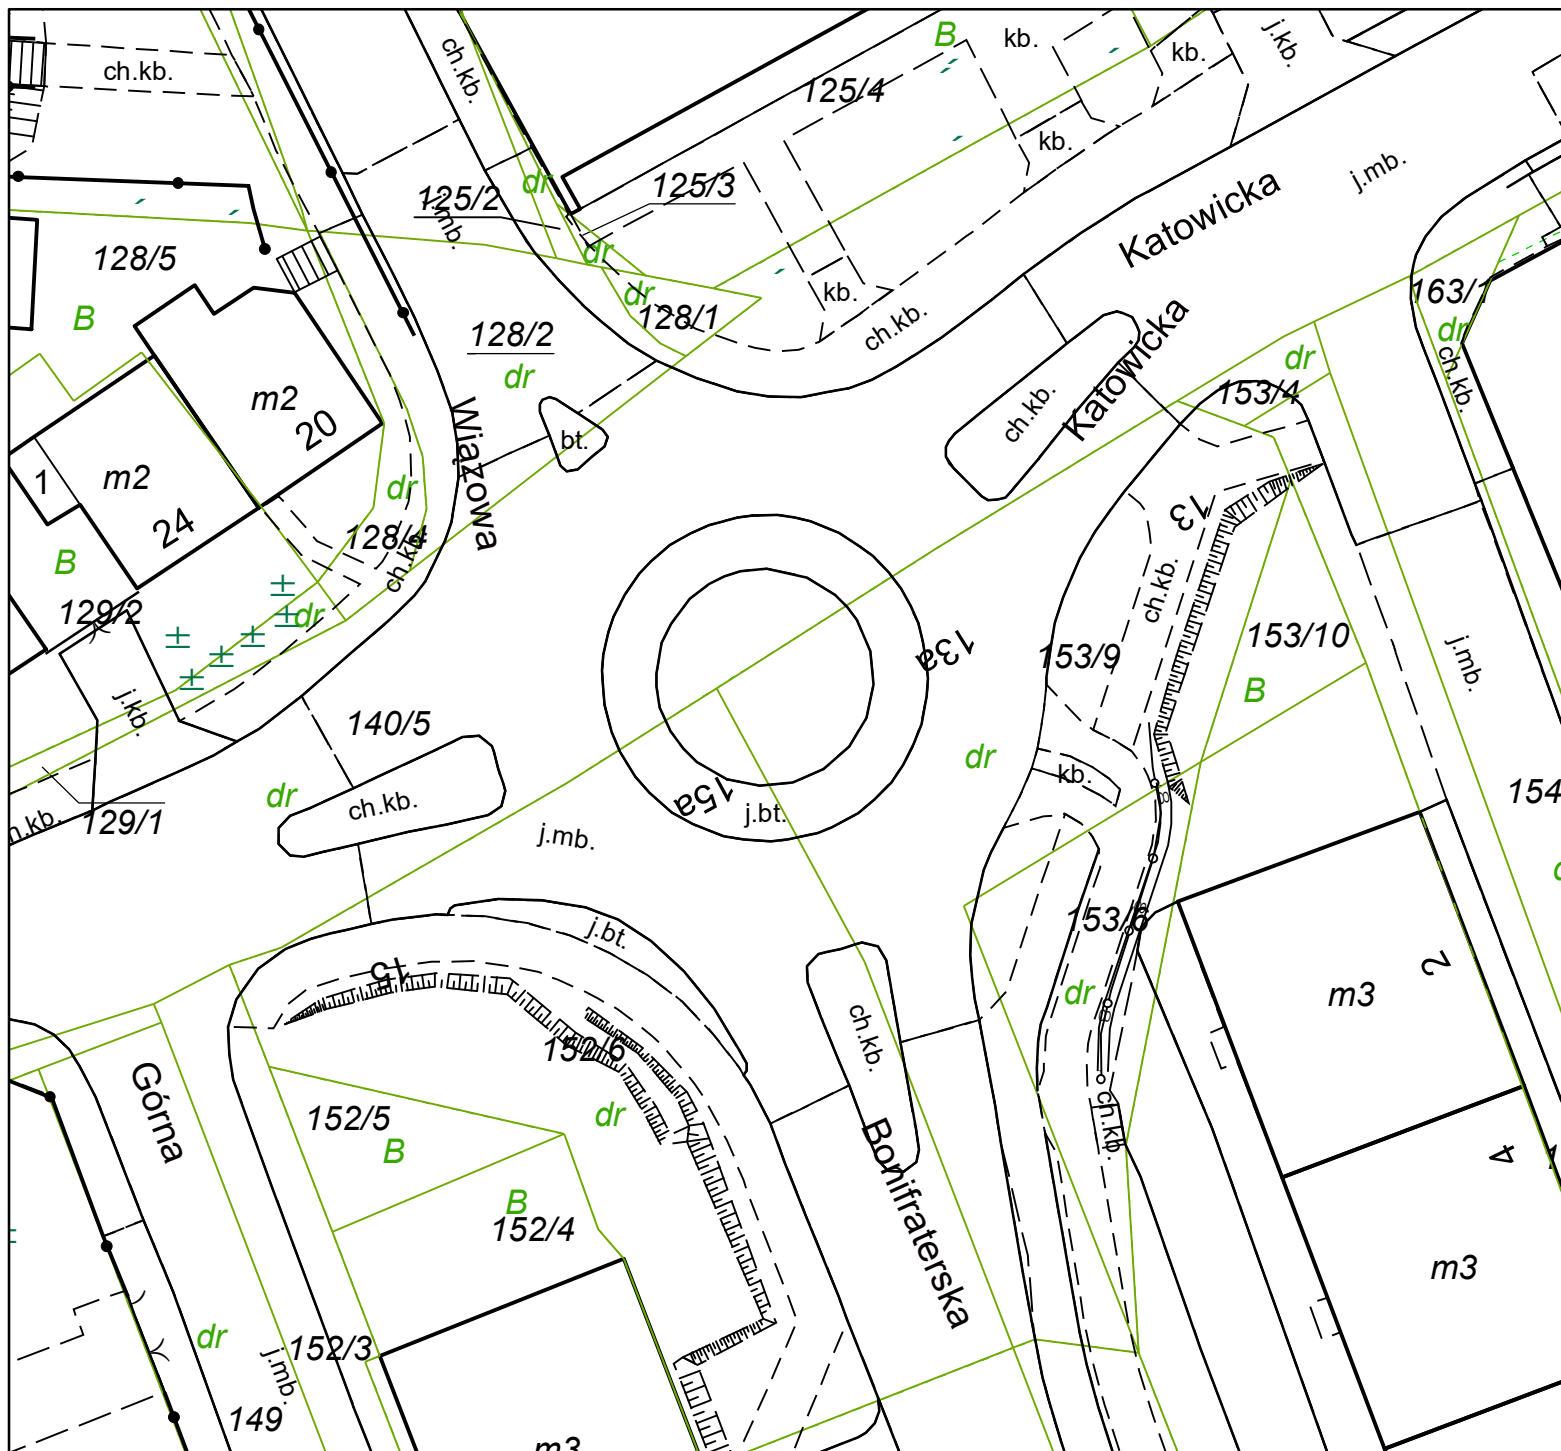 ch.kb.
ch.kb.
B
kb.
kb.
j.kb.
125/4
kb.
j.mb.
dr
125/2
125/3
j.mb.
Katowicka
128/5
dr
dr
kb.
128/1
163/1
B
128/2
ch.kb.
dr
dr
dr
Katowicka
ch.kb.
153/4
m2
20
Wiązowa
bt.
ch.kb.
1
m2
dr
24
128/4
13
B
ch.kb.
ch.kb.
129/2
dr
13a
153/9
153/10
j.mb.
B
j.kb.
140/5
dr
kb.
dr
15a
ch.kb.
j.bt.
154
129/1
j.mb.
153/6
j.bt.
2
15
dr
m3
ch.kb.
152/6
Górna
152/5
dr
ch.kb.
B
Bonifraterska
4
B
152/4
m3
dr
152/3
j.mb.
149
m3